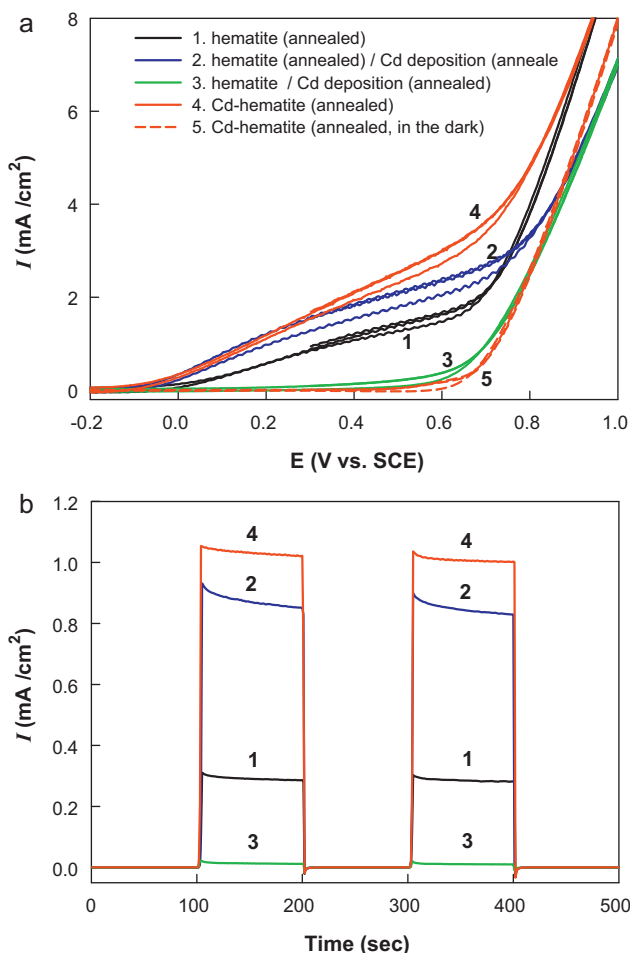 a
8
6
4
2
0
I (mA /cm²)
1. hematite (annealed)
2. hematite (annealed) / Cd deposition (anneale
3. hematite / Cd deposition (annealed)
4. Cd-hematite (annealed)
5. Cd-hematite (annealed, in the dark)
4
2
1
3
5
-0.2 0.0 0.2 0.4 0.6 0.8 1.0
E (V vs. SCE)
b
1.2
1.0
0.8
0.6
0.4
0.2
0.0
I (mA /cm²)
4 4
2 2
1 1
3 3
0 100 200 300 400 500
Time (sec)